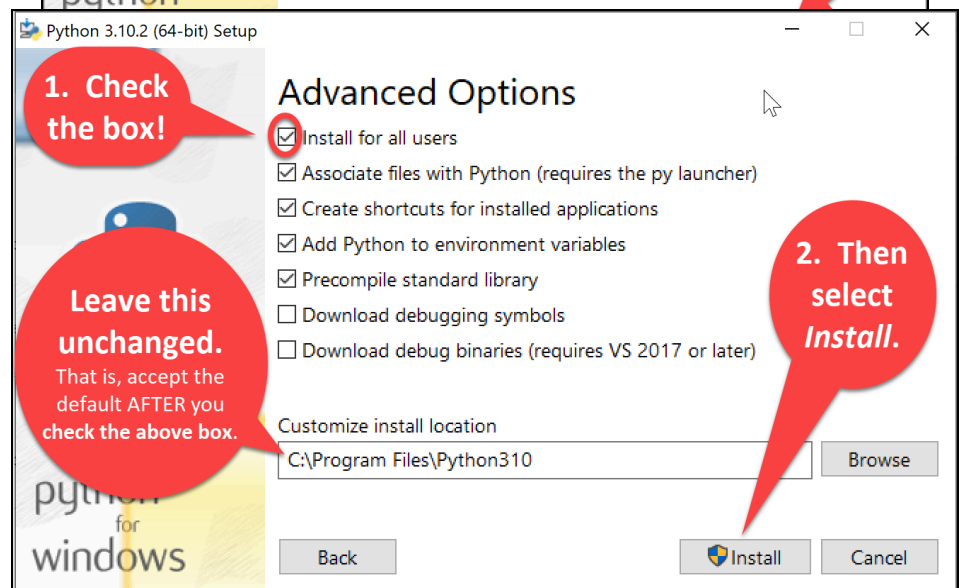 python
Python 3.10.2 (64-bit) Setup
1. Check
the box!
Advanced Options
Install for all users
Associate files with Python (requires the py launcher)
Create shortcuts for installed applications
Add Python to environment variables
Precompile standard library
Download debugging symbols
Download debug binaries (requires VS 2017 or later)
2. Then
select
Install.
Leave this
unchanged.
That is, accept the
default AFTER you
check the above box.
Customize install location
C:\Program Files\Python310
Browse
python
for
windows
Back
Install
Cancel